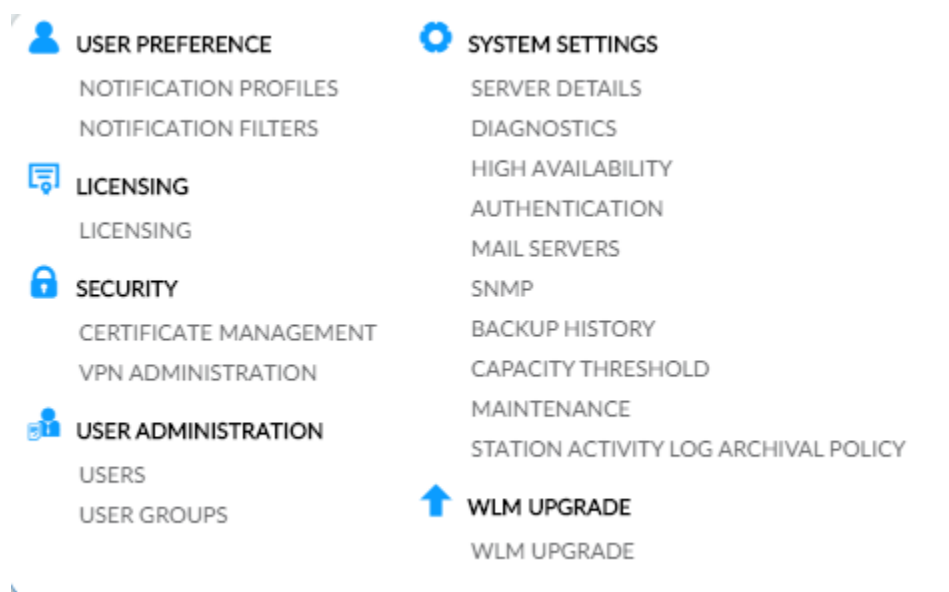 USER PREFERENCE
NOTIFICATION PROFILES
NOTIFICATION FILTERS
LICENSING
LICENSING
SECURITY
CERTIFICATE MANAGEMENT
VPN ADMINISTRATION
USER ADMINISTRATION
USERS
USER GROUPS
SYSTEM SETTINGS
SERVER DETAILS
DIAGNOSTICS
HIGH AVAILABILITY
AUTHENTICATION
MAIL SERVERS
SNMP
BACKUP HISTORY
CAPACITY THRESHOLD
MAINTENANCE
STATION ACTIVITY LOG ARCHIVAL POLICY
WLM UPGRADE
WLM UPGRADE